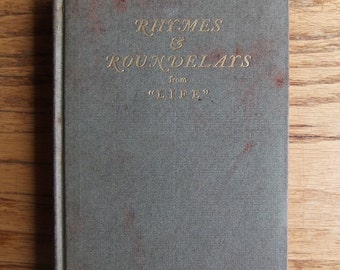 RHYMES
&
ROUNDELAYS
from
"LIFE"